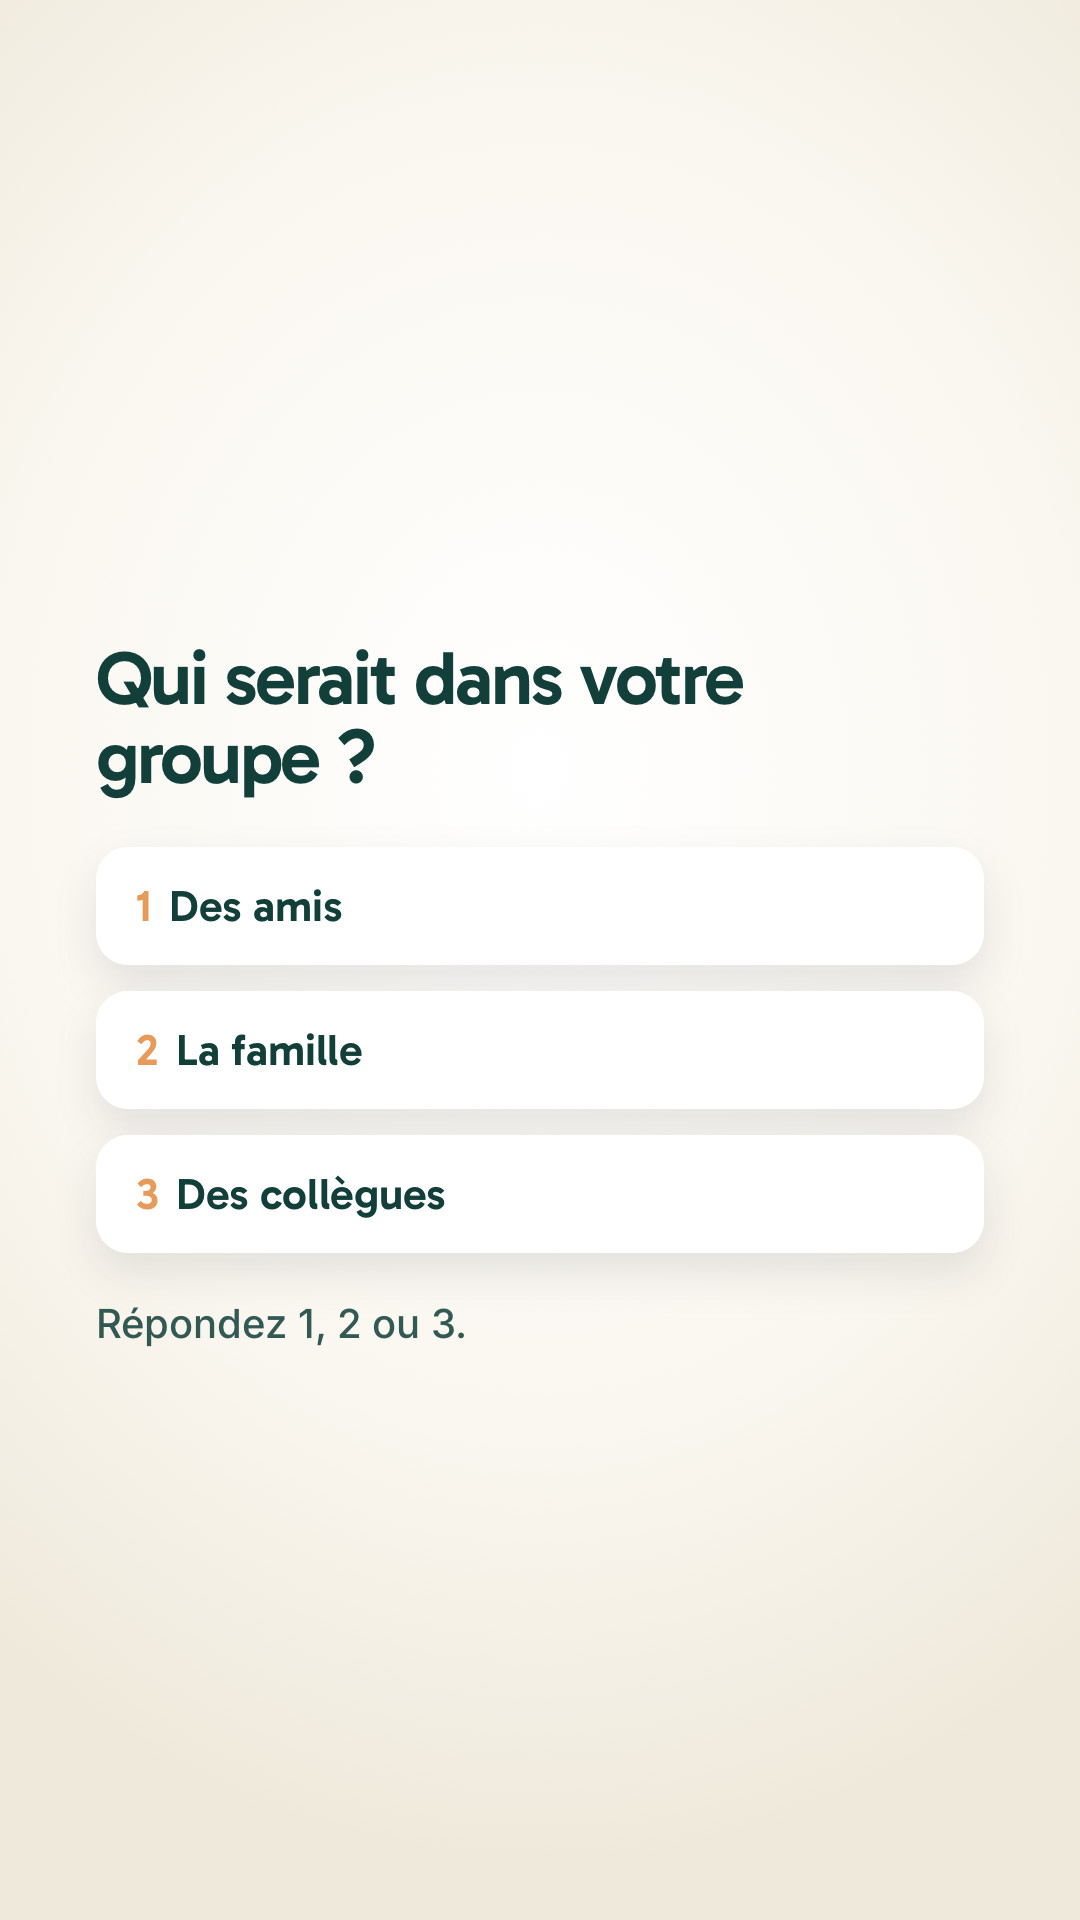 Qui serait dans votre
groupe ?
1 Des amis
2 La famille
3 Des collègues
Répondez 1, 2 ou 3.